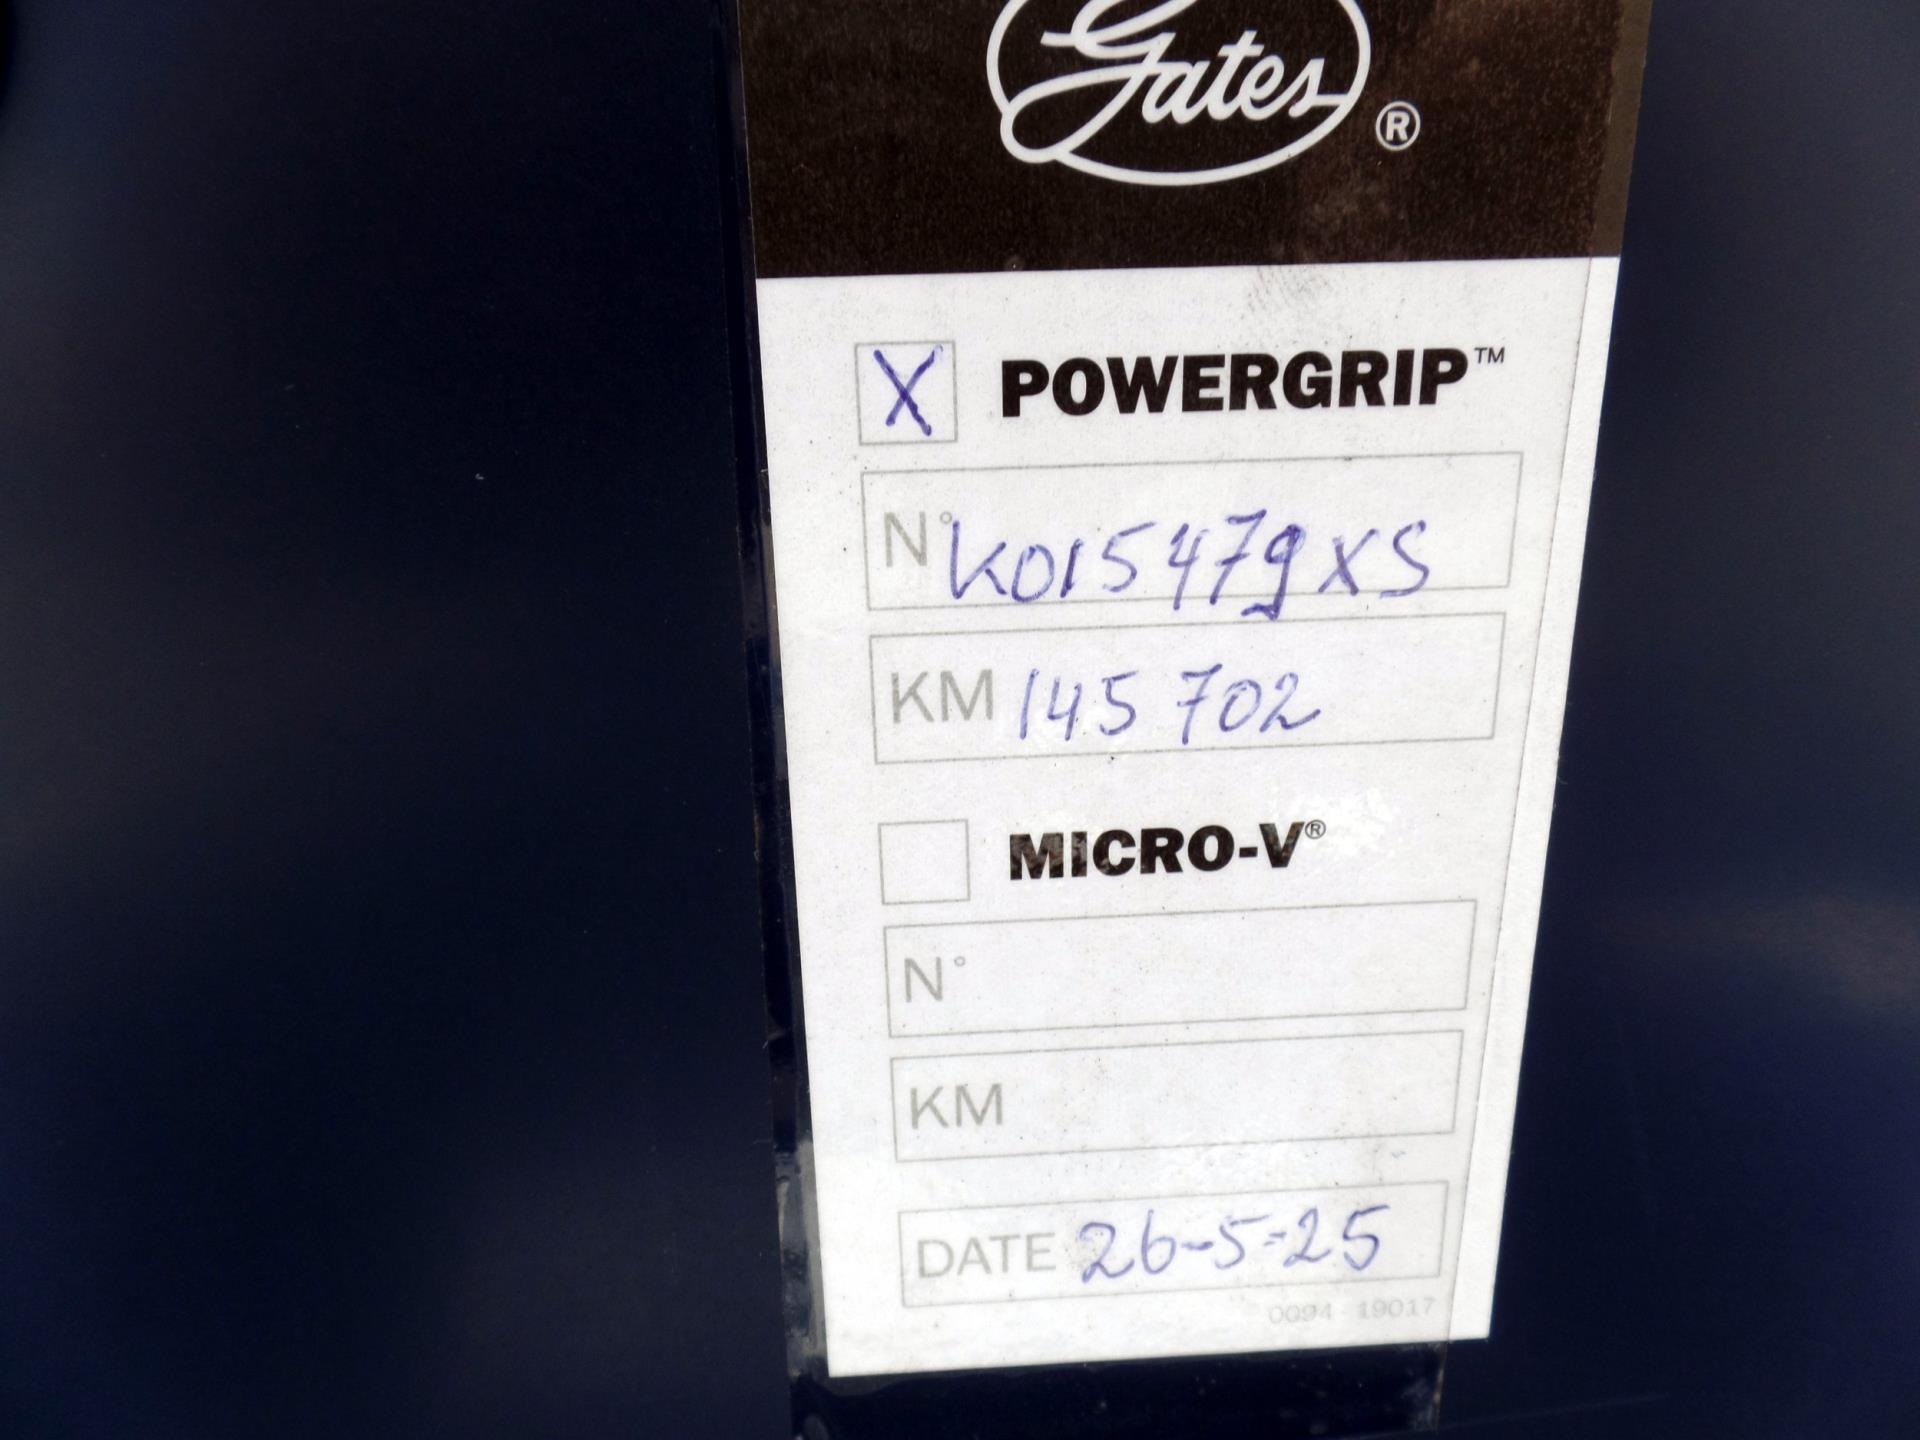 Gates ®
X POWERGRIP™
N° K015479XS
KM 145 702
MICRO-V®
N°
KM
DATE 26-5-25
0094 - 19017